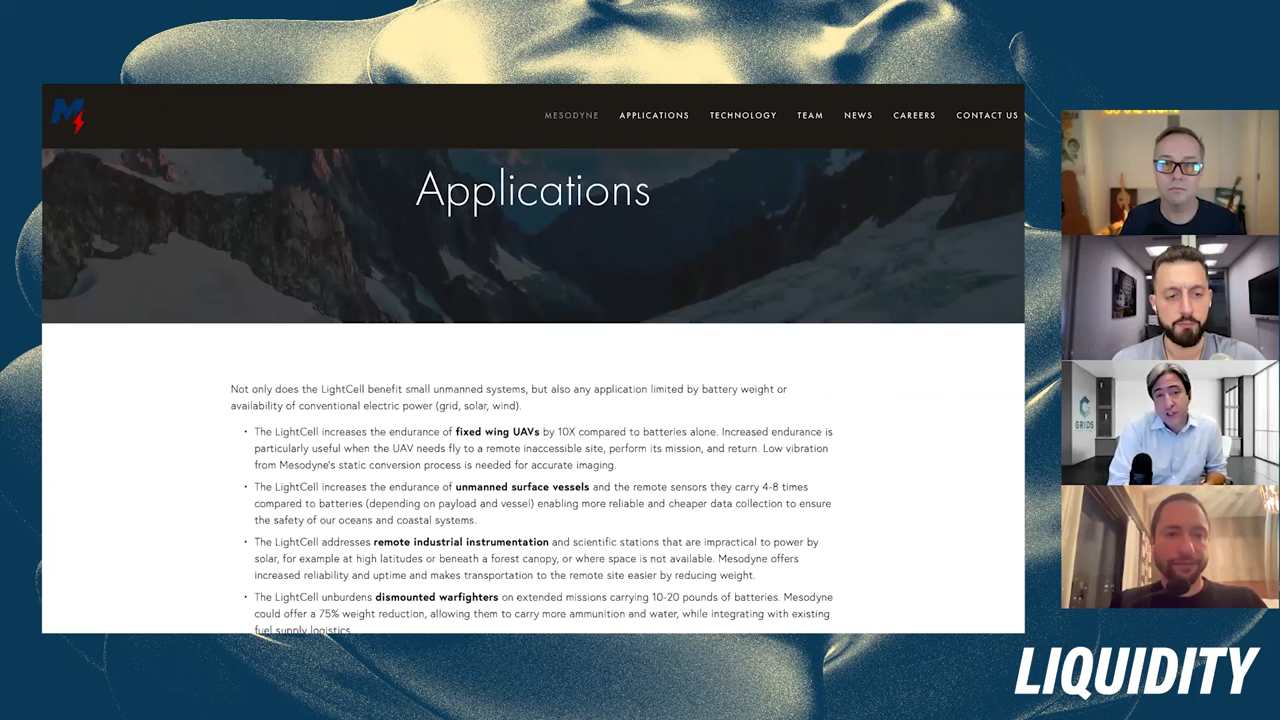 M
MESODYNE APPLICATIONS TECHNOLOGY TEAM NEWS CAREERS CONTACT US
Applications
Not only does the LightCell benefit small unmanned systems, but also any application limited by battery weight or
availability of conventional electric power (grid, solar, wind).
• The LightCell increases the endurance of fixed wing UAVs by 10X compared to batteries alone. Increased endurance is
particularly useful when the UAV needs fly to a remote inaccessible site, perform its mission, and return. Low vibration
from Mesodyne's static conversion process is needed for accurate imaging.
• The LightCell increases the endurance of unmanned surface vessels and the remote sensors they carry 4-8 times
compared to batteries (depending on payload and vessel) enabling more reliable and cheaper data collection to ensure
the safety of our oceans and coastal systems.
• The LightCell addresses remote industrial instrumentation and scientific stations that are impractical to power by
solar, for example at high latitudes or beneath a forest canopy, or where space is not available. Mesodyne offers
increased reliability and uptime and makes transportation to the remote site easier by reducing weight.
• The LightCell unburdens dismounted warfighters on extended missions carrying 10-20 pounds of batteries. Mesodyne
could offer a 75% weight reduction, allowing them to carry more ammunition and water, while integrating with existing
fuel supply logistics
GRIDS
LIQUIDITY